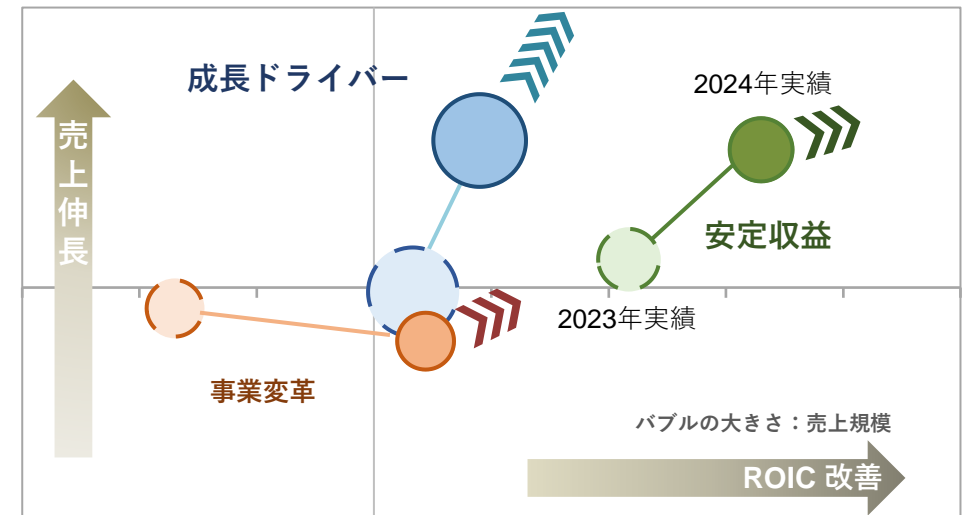 成長ドライバー
2024年実績
売上伸長
安定収益
2023年実績
事業変革
バブルの大きさ：売上規模
ROIC 改善